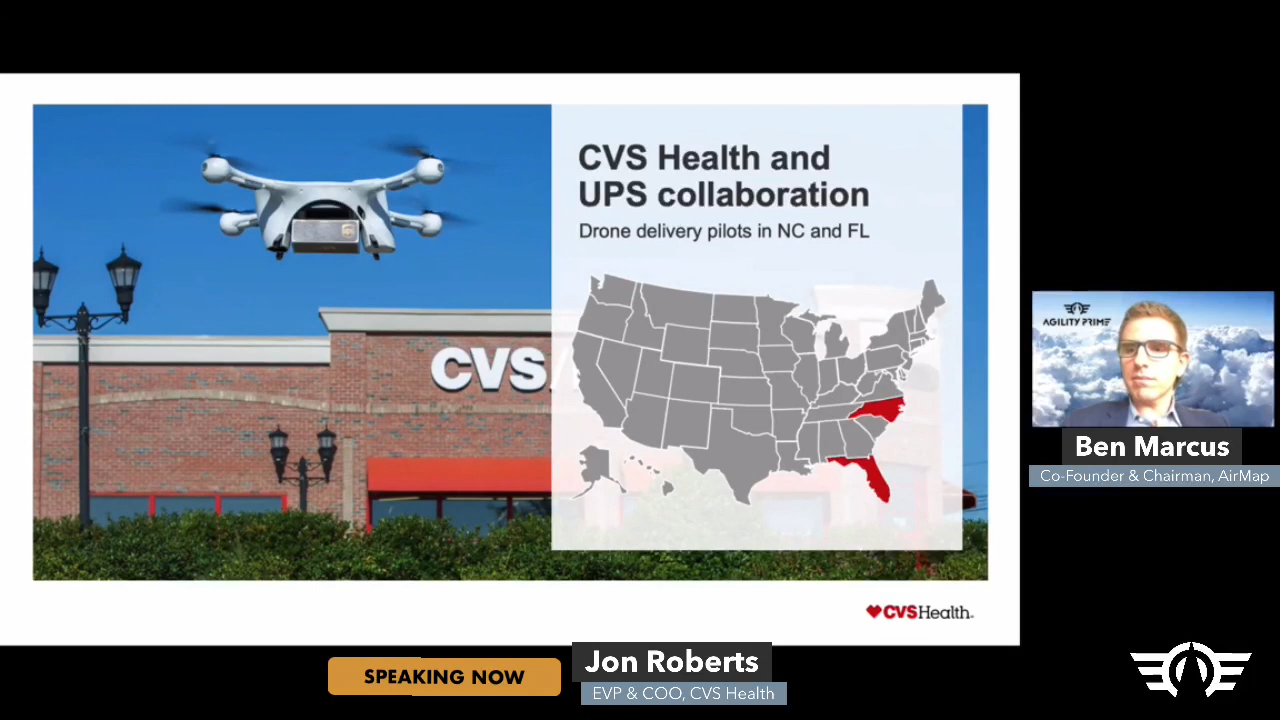 CVS Health and
UPS collaboration
Drone delivery pilots in NC and FL
CVS
CVSHealth.
AGILITY PRIME
Ben Marcus
Co-Founder & Chairman, AirMap
SPEAKING NOW
Jon Roberts
EVP & COO, CVS Health